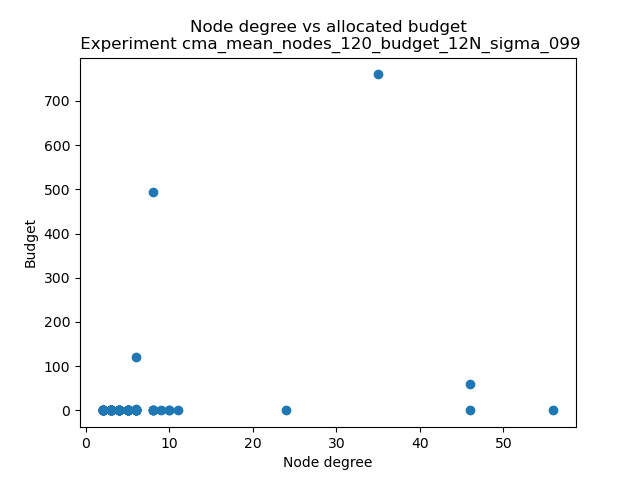 Node degree vs allocated budget
Experiment cma_mean_nodes_120_budget_12N_sigma_099
Budget
700
600
500
400
300
200
100
0
0 10 20 30 40 50
Node degree